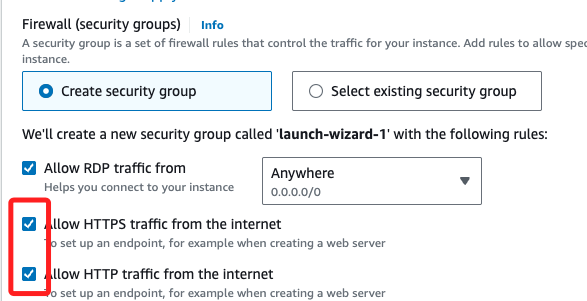 Firewall (security groups) Info
A security group is a set of firewall rules that control the traffic for your instance. Add rules to allow
instance.
Create security group
Select existing security group
We'll create a new security group called 'launch-wizard-1' with the following rules:
Allow RDP traffic from
Helps you connect to your instance
Anywhere
0.0.0.0/0
Allow HTTPS traffic from the internet
To set up an endpoint, for example when creating a web server
Allow HTTP traffic from the internet
To set up an endpoint, for example when creating a web server